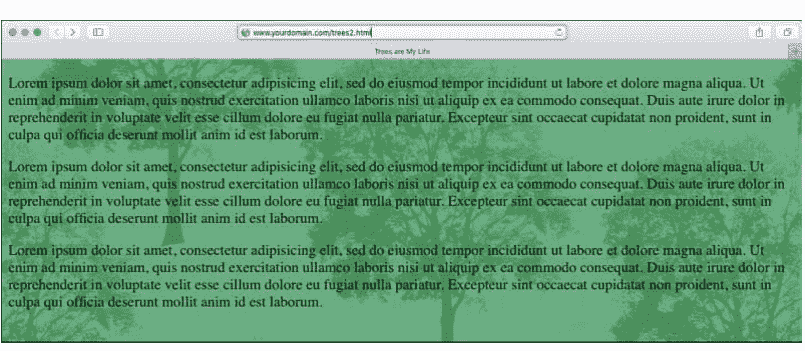 www.yourdomain.com/trees2.html
Trees are My Life
Lorem ipsum dolor sit amet, consectetur adipisicing elit, sed do eiusmod tempor incididunt ut labore et dolore magna aliqua. Ut
enim ad minim veniam, quis nostrud exercitation ullamco laboris nisi ut aliquip ex ea commodo consequat. Duis aute irure dolor in
reprehenderit in voluptate velit esse cillum dolore eu fugiat nulla pariatur. Excepteur sint occaecat cupidatat non proident, sunt in
culpa qui officia deserunt mollit anim id est laborum.
Lorem ipsum dolor sit amet, consectetur adipisicing elit, sed do eiusmod tempor incididunt ut labore et dolore magna aliqua. Ut
enim ad minim veniam, quis nostrud exercitation ullamco laboris nisi ut aliquip ex ea commodo consequat. Duis aute irure dolor in
reprehenderit in voluptate velit esse cillum dolore eu fugiat nulla pariatur. Excepteur sint occaecat cupidatat non proident, sunt in
culpa qui officia deserunt mollit anim id est laborum.
Lorem ipsum dolor sit amet, consectetur adipisicing elit, sed do eiusmod tempor incididunt ut labore et dolore magna aliqua. Ut
enim ad minim veniam, quis nostrud exercitation ullamco laboris nisi ut aliquip ex ea commodo consequat. Duis aute irure dolor in
reprehenderit in voluptate velit esse cillum dolore eu fugiat nulla pariatur. Excepteur sint occaecat cupidatat non proident, sunt in
culpa qui officia deserunt mollit anim id est laborum.